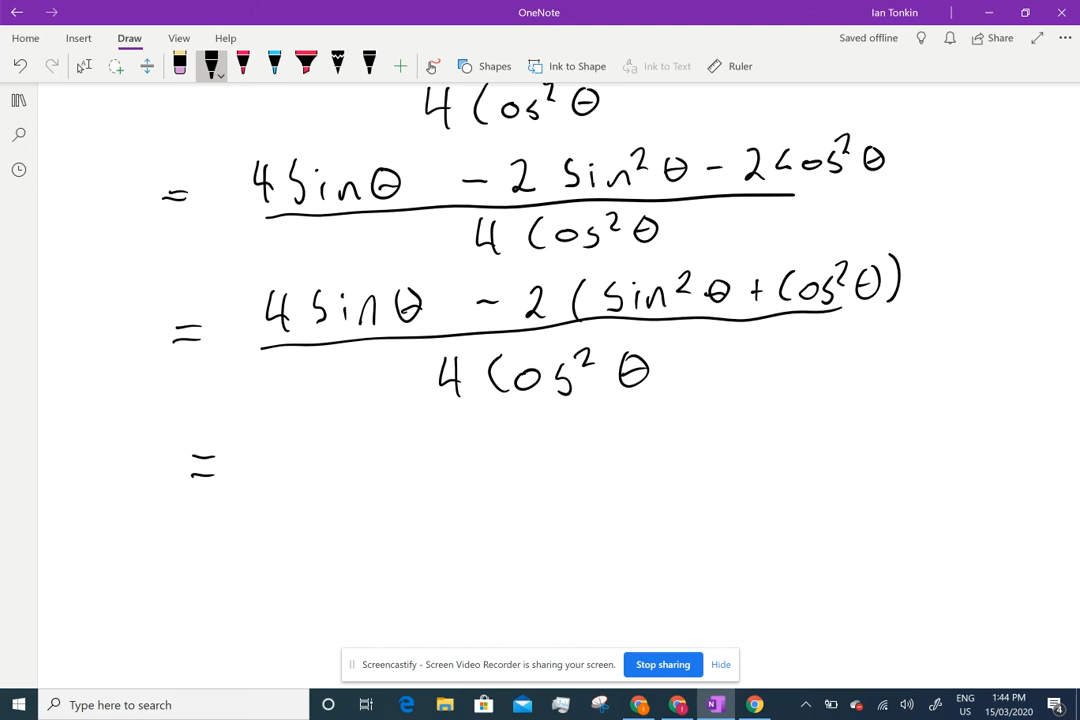 OneNote
Ian Tonkin
Home Insert Draw View Help
Saved offline
Share
Shapes
Ink to Shape
Ink to Text
Ruler
4 Cos² θ
= 4 Sin θ - 2 Sin² θ - 2 Cos² θ
4 Cos² θ
= 4 Sin θ - 2 (Sin² θ + Cos² θ)
4 Cos² θ
=
Screencastify - Screen Video Recorder is sharing your screen.
Stop sharing
Hide
Type here to search
ENG
US
1:44 PM
15/03/2020
4